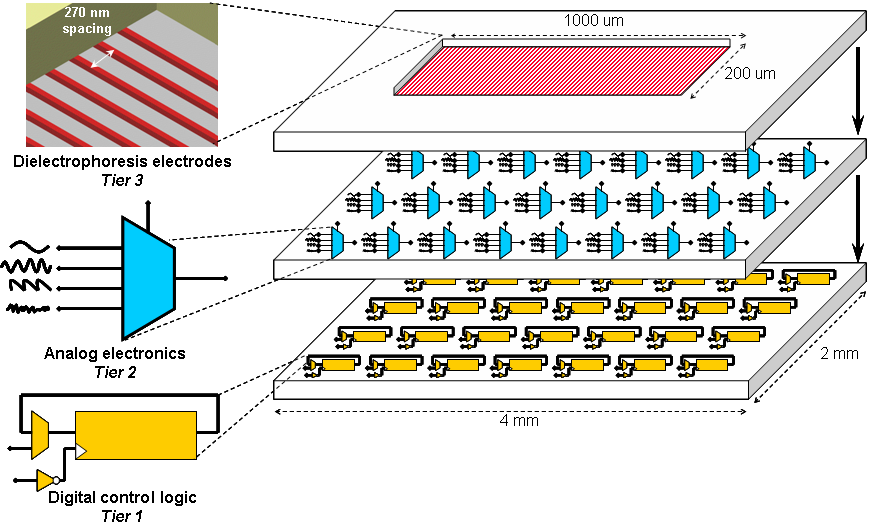 270 nm
spacing
1000 um
200 um
Dielectrophoresis electrodes
Tier 3
Analog electronics
Tier 2
2 mm
4 mm
Digital control logic
Tier 1